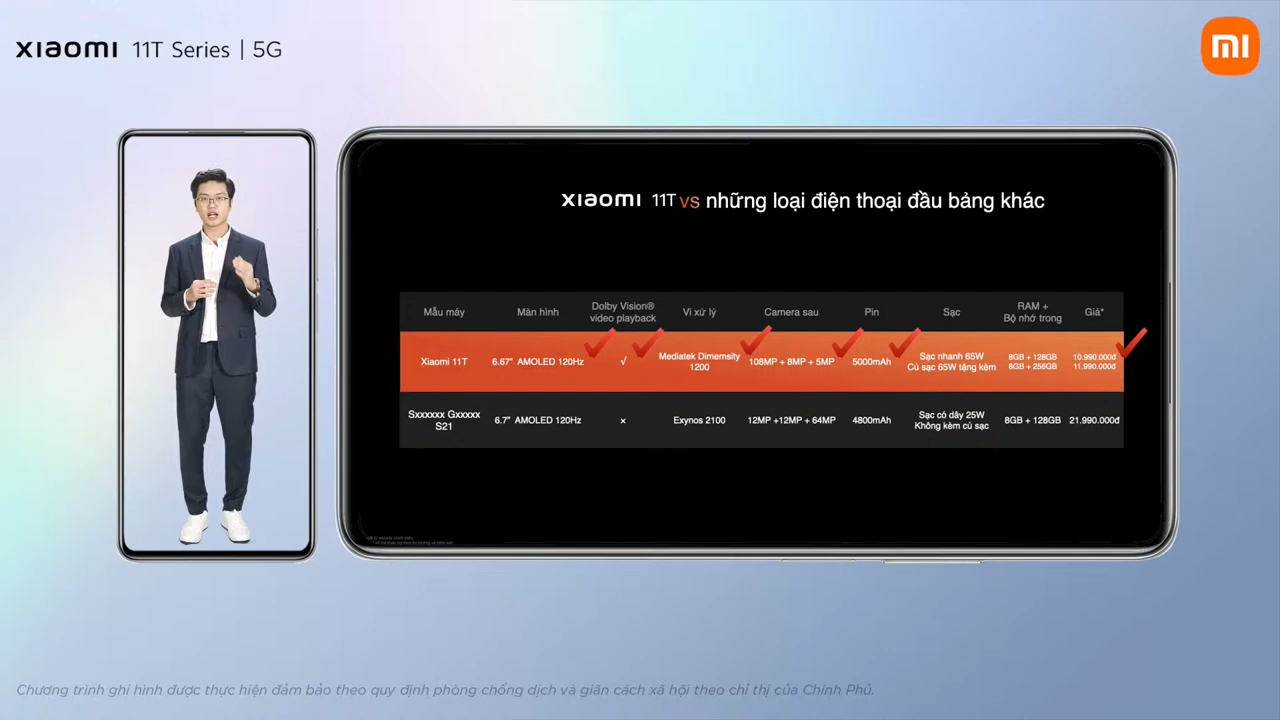 xiaomi 11T Series | 5G
mi
xiaomi 11T vs những loại điện thoại đầu bảng khác
Mẫu máy Màn hình Dolby Vision® video playback Vi xử lý Camera sau Pin Sạc RAM + Bộ nhớ trong Giá*
Xiaomi 11T 6.67" AMOLED 120Hz √ Mediatek Dimemsity 1200 108MP + 8MP + 5MP 5000mAh Sạc nhanh 65W Củ sạc 65W tặng kèm 8GB + 128GB 8GB + 256GB 10.990.000đ 11.990.000đ
Sxxxxxx Gxxxxx S21 6.7" AMOLED 120Hz × Exynos 2100 12MP +12MP + 64MP 4800mAh Sạc có dây 25W Không kèm củ sạc 8GB + 128GB 21.990.000đ
Chương trình ghi hình được thực hiện đảm bảo theo quy định phòng chống dịch và giãn cách xã hội theo chỉ thị của Chính Phủ.